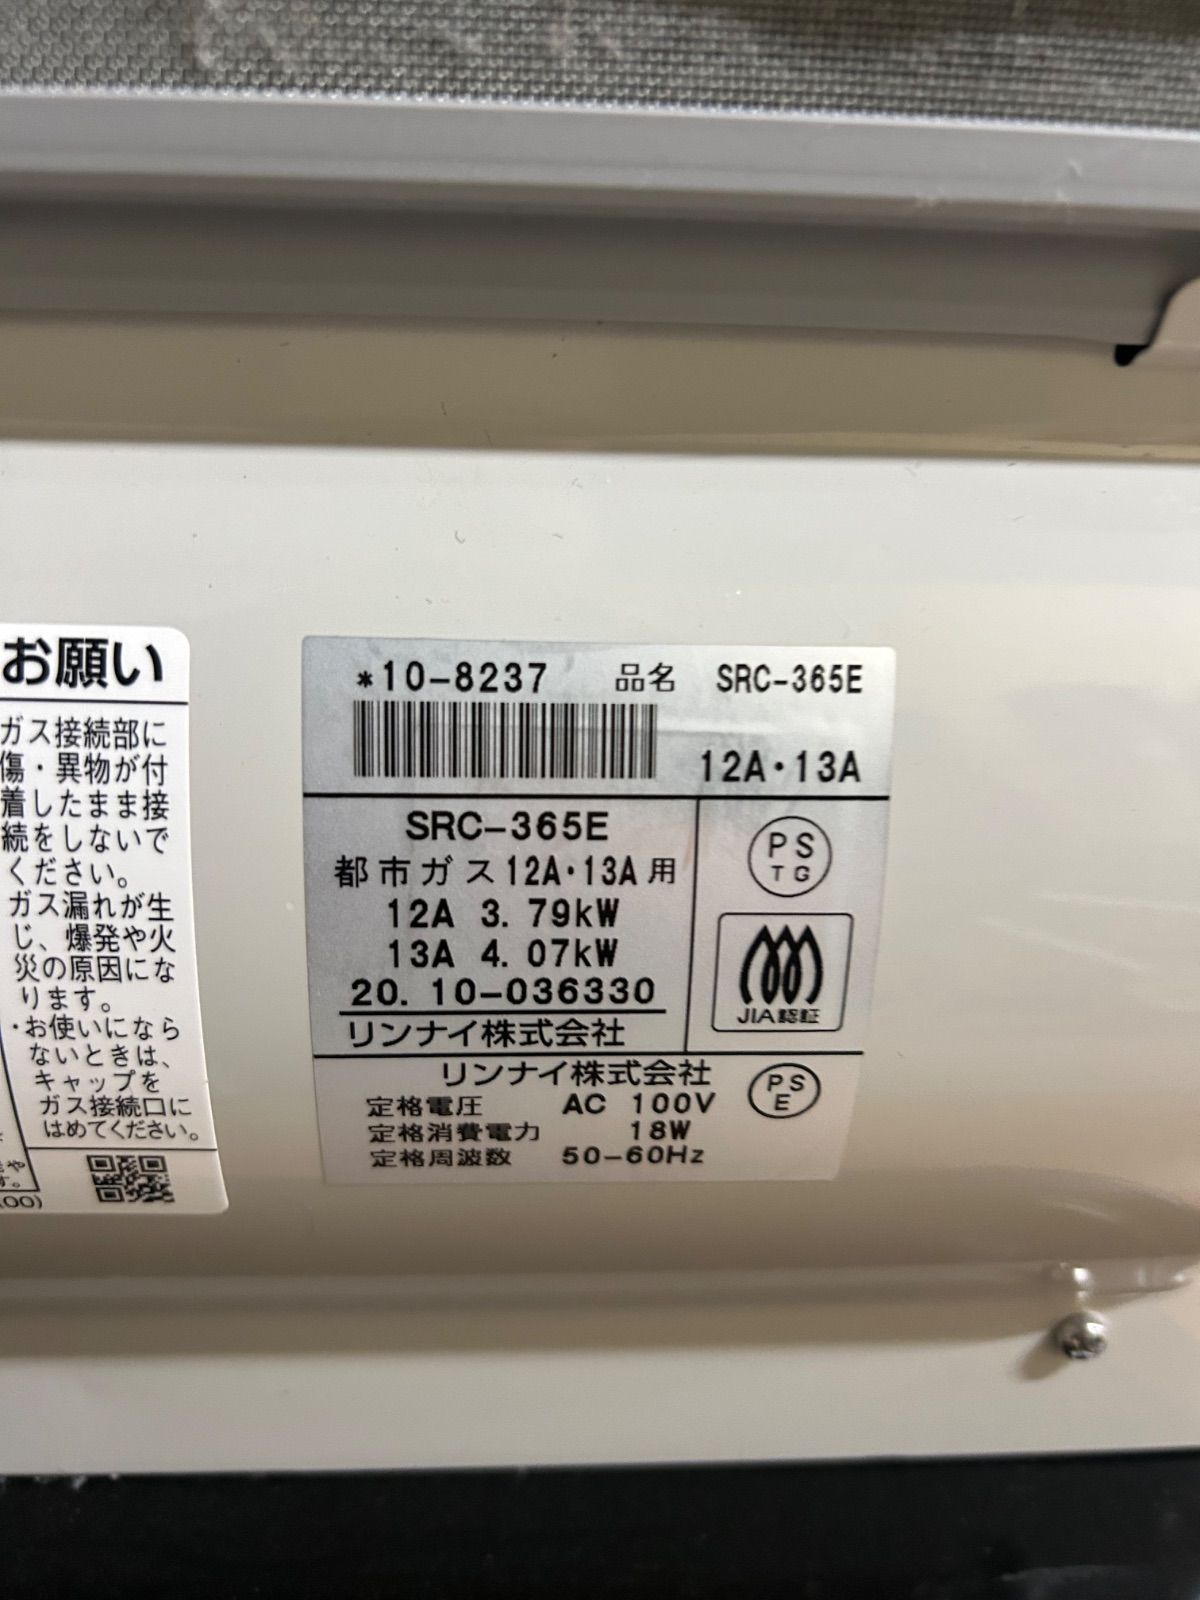 お願い
ガス接続部に
傷・異物が付
着したまま接
続をしないで
ください。
ガス漏れが生
じ、爆発や火
災の原因にな
ります。
・お使いになら
ないときは、
キャップを
ガス接続口に
はめてください。
*10-8237 品名 SRC-365E
12A・13A
SRC-365E
都市ガス12A・13A用
12A 3.79kW
13A 4.07kW
20.10-036330
リンナイ株式会社
PS
TG
JIA認証
リンナイ株式会社
定格電圧 AC 100V
定格消費電力 18W
定格周波数 50-60Hz
PS
E